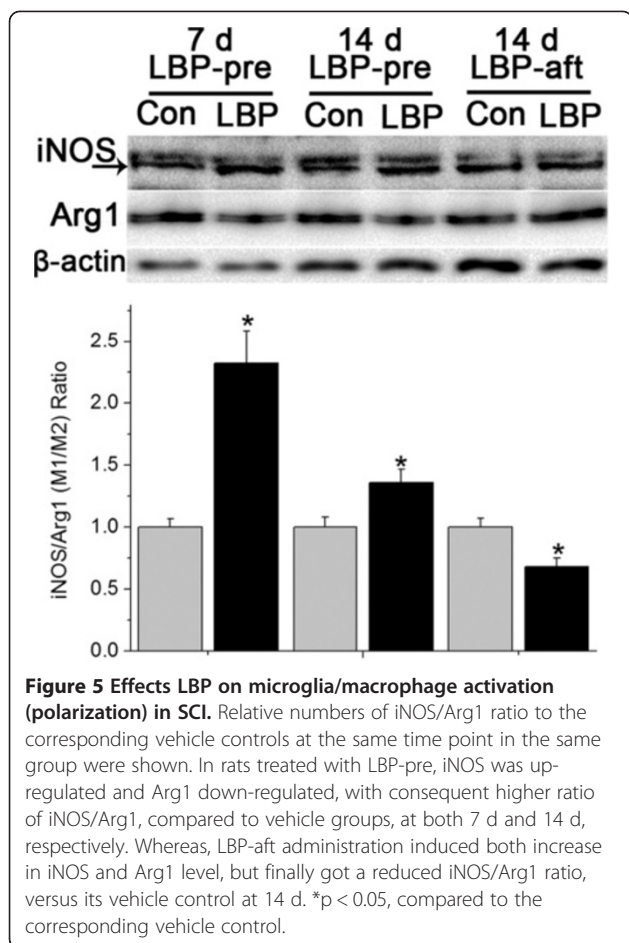 7 d 14 d 14 d
LBP-pre LBP-pre LBP-aft
Con LBP Con LBP Con LBP
iNOS
Arg1
β-actin
iNOS/Arg1 (M1/M2) Ratio
2.5
2.0
1.5
1.0
0.5
0.0
*
*
*
Figure 5 Effects LBP on microglia/macrophage activation
(polarization) in SCI. Relative numbers of iNOS/Arg1 ratio to the
corresponding vehicle controls at the same time point in the same
group were shown. In rats treated with LBP-pre, iNOS was up-
regulated and Arg1 down-regulated, with consequent higher ratio
of iNOS/Arg1, compared to vehicle groups, at both 7 d and 14 d,
respectively. Whereas, LBP-aft administration induced both increase
in iNOS and Arg1 level, but finally got a reduced iNOS/Arg1 ratio,
versus its vehicle control at 14 d. *p < 0.05, compared to the
corresponding vehicle control.